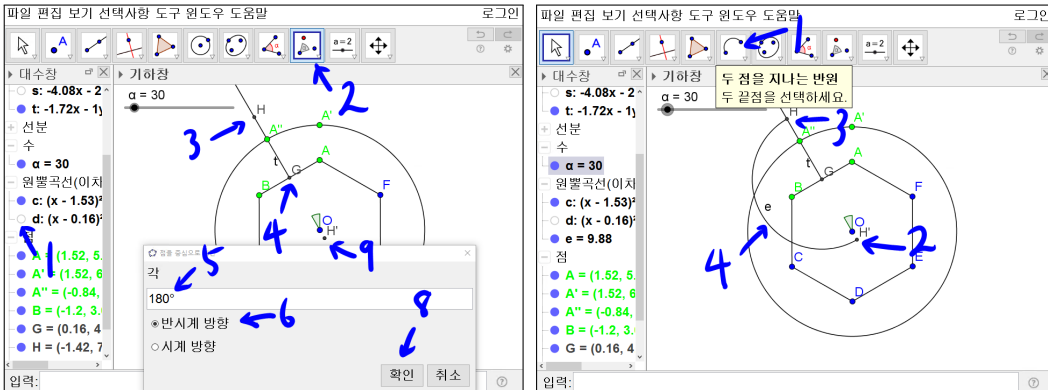 파일 편집 보기 선택사항 도구 윈도우 도움말 로그인
A
a=2
대수창
기하창
s: -4.08x - 2
t: -1.72x - 1y
선분
수
α = 30
원뿔곡선(이차
c: (x - 1.53)²
d: (x - 0.16)²
점
A = (1.52, 5.
A' = (1.52, 6
A'' = (-0.84,
B = (-1.2, 3.
G = (0.16, 4
H = (-1.42, 7
입력:
α = 30
H
A'
A''
t
A
G
B
F
O
H'
1
2
3
4
5
6
8
9
점을 중심으로
각
180°
반시계 방향
시계 방향
확인
취소
파일 편집 보기 선택사항 도구 윈도우 도움말 로그인
A
a=2
두 점을 지나는 반원
두 끝점을 선택하세요.
대수창
기하창
s: -4.08x - 2
t: -1.72x - 1y
선분
수
α = 30
원뿔곡선(이차
c: (x - 1.53)²
d: (x - 0.16)²
e = 9.88
점
A = (1.52, 5.
A' = (1.52, 6
A'' = (-0.84,
B = (-1.2, 3.
G = (0.16, 4
입력:
α = 30
H
A'
A''
t
A
G
B
F
e
O
H'
C
E
D
1
2
3
4